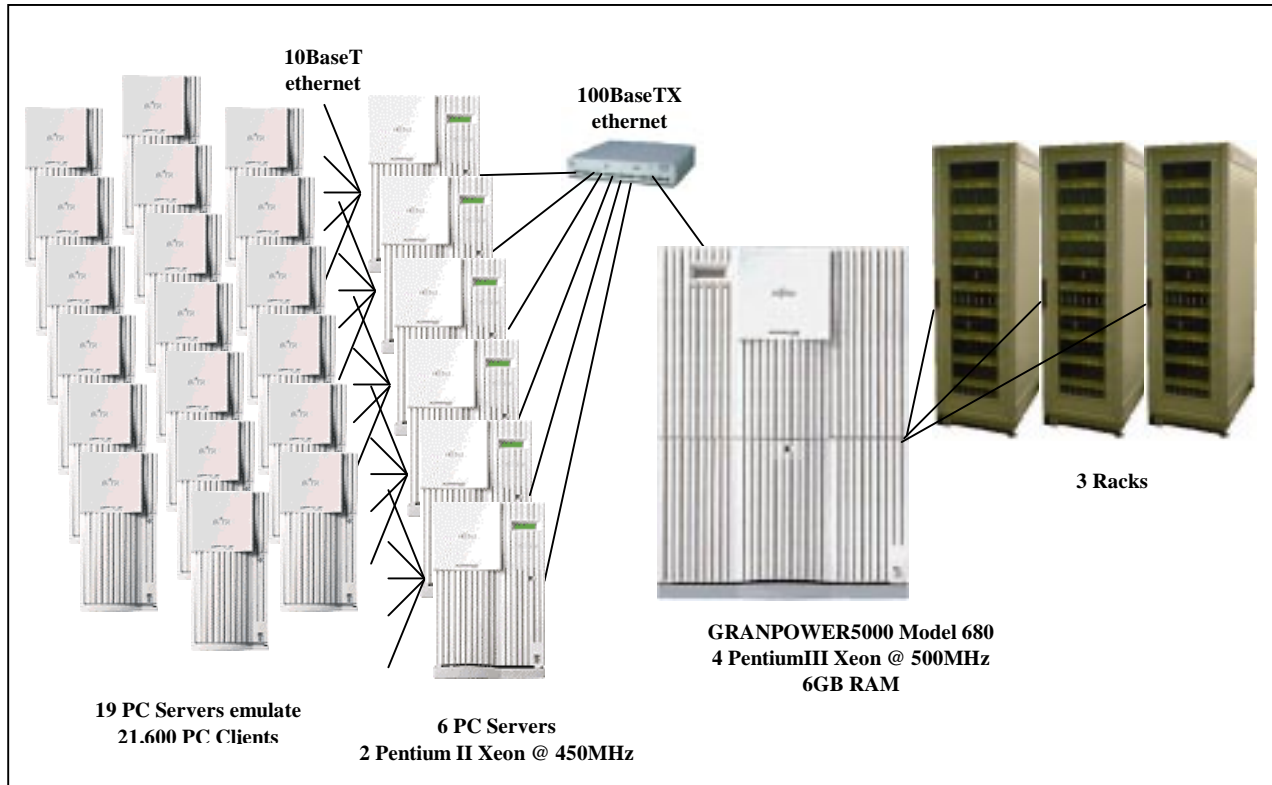 10BaseT
ethernet
100BaseTX
ethernet
3 Racks
GRANPOWER5000 Model 680
4 PentiumIII Xeon @ 500MHz
6GB RAM
19 PC Servers emulate
21,600 PC Clients
6 PC Servers
2 Pentium II Xeon @ 450MHz